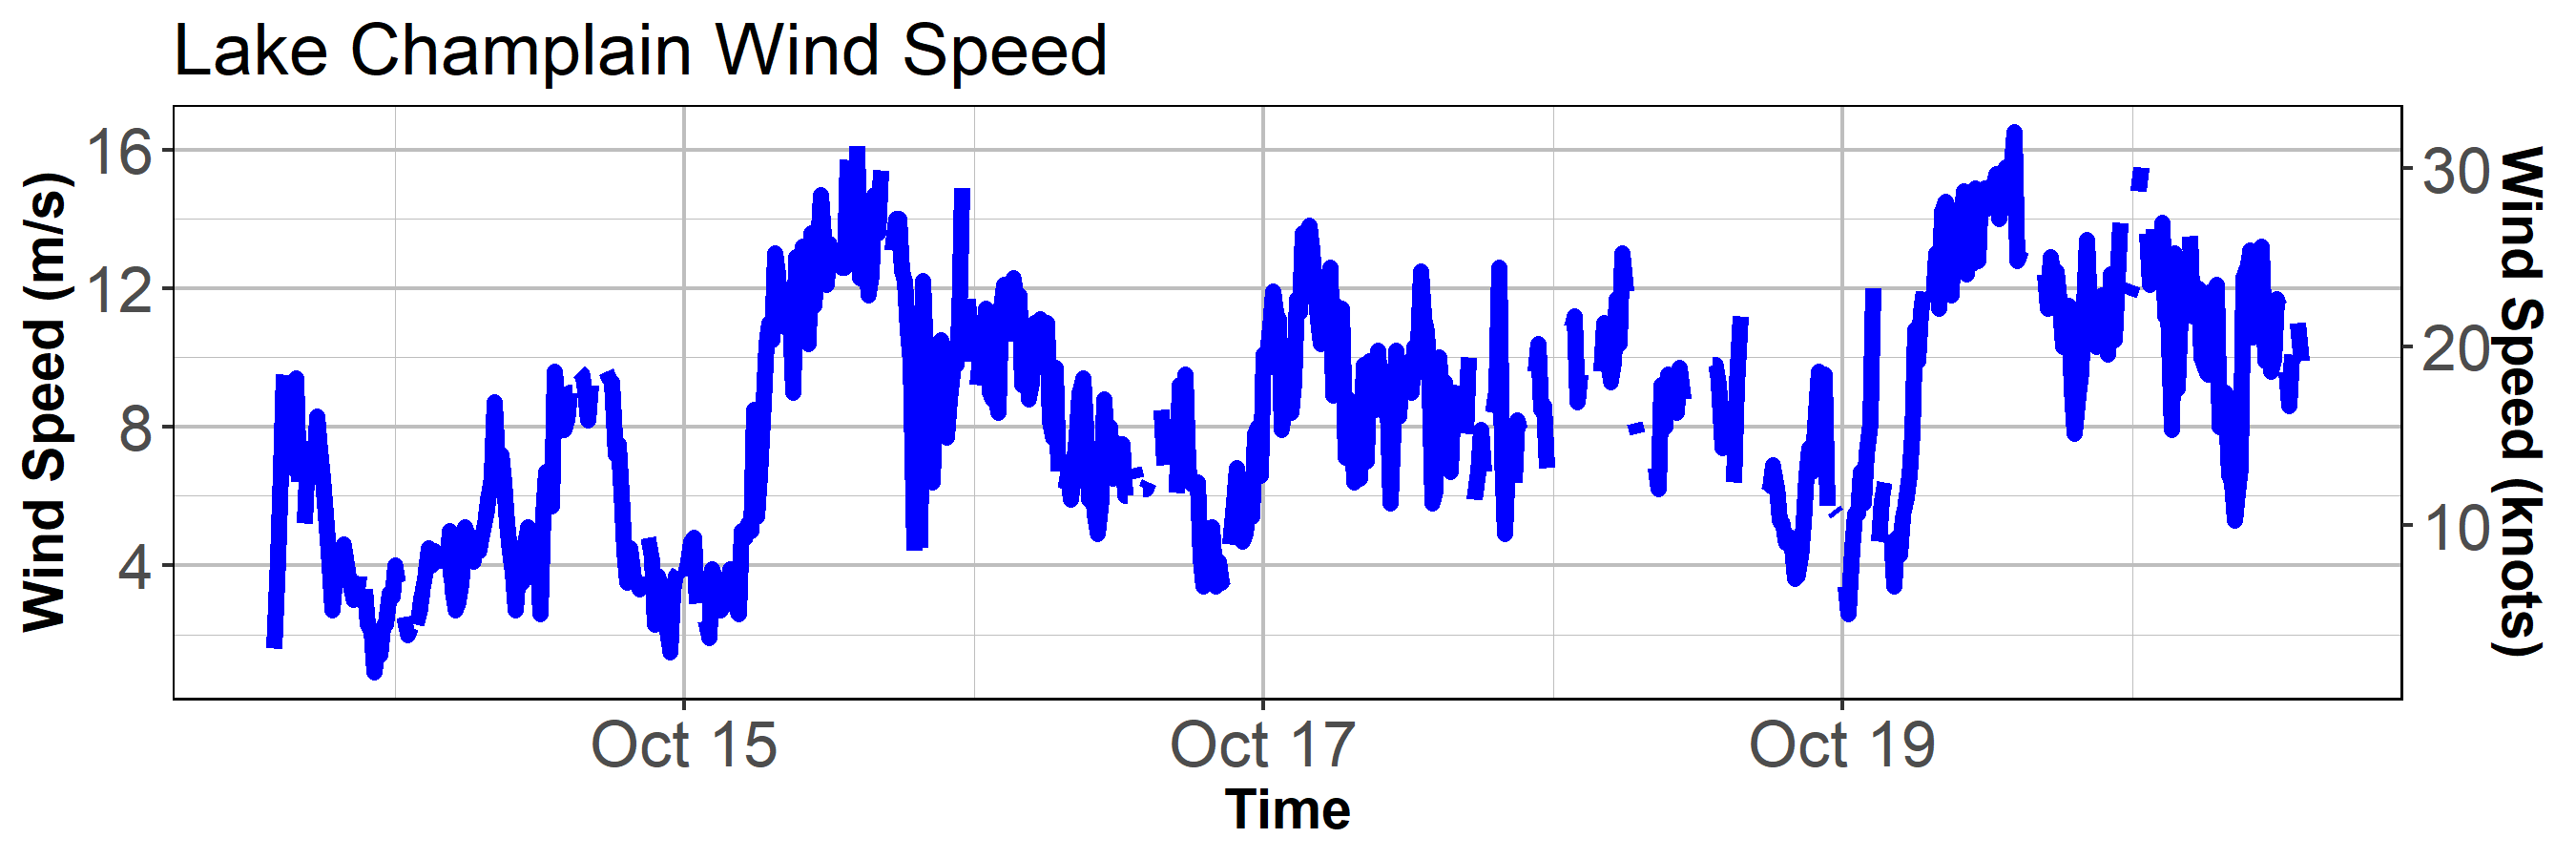 Lake Champlain Wind Speed
Wind Speed (m/s)
16
12
8
4
30
20
10
Wind Speed (knots)
Oct 15
Oct 17
Oct 19
Time